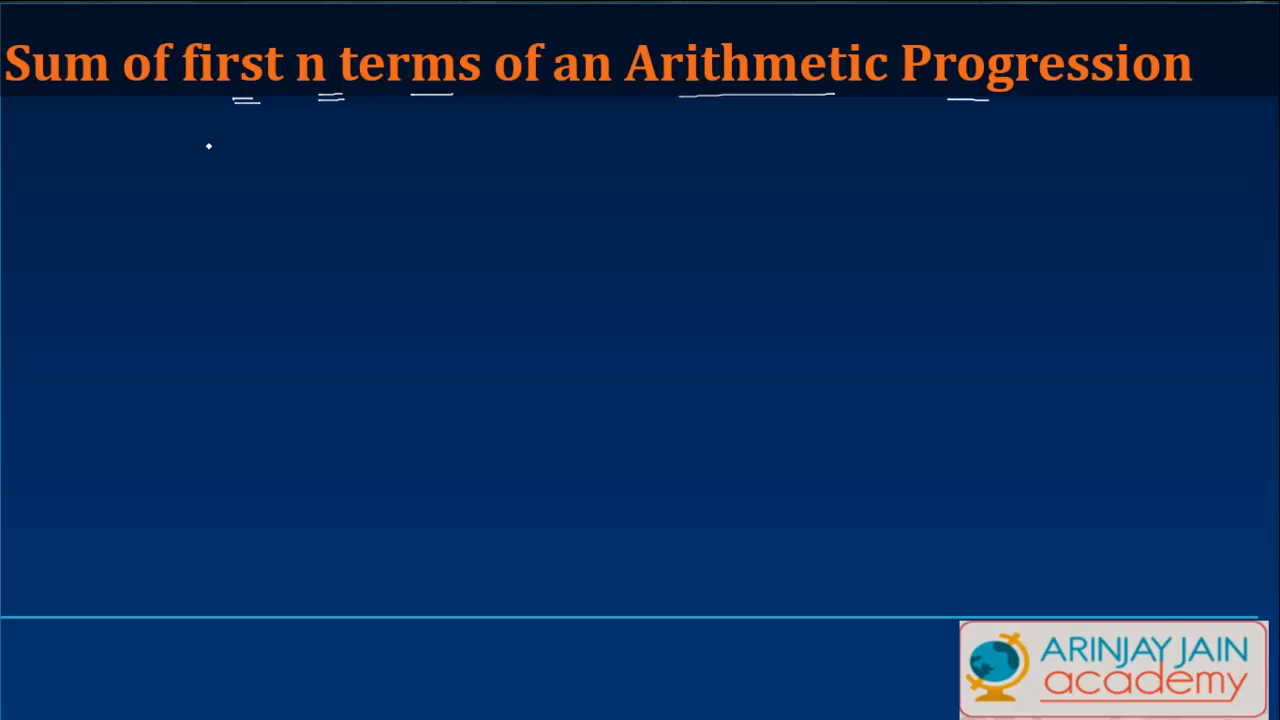 Sum of first n terms of an Arithmetic Progression
ARINJAY JAIN
academy